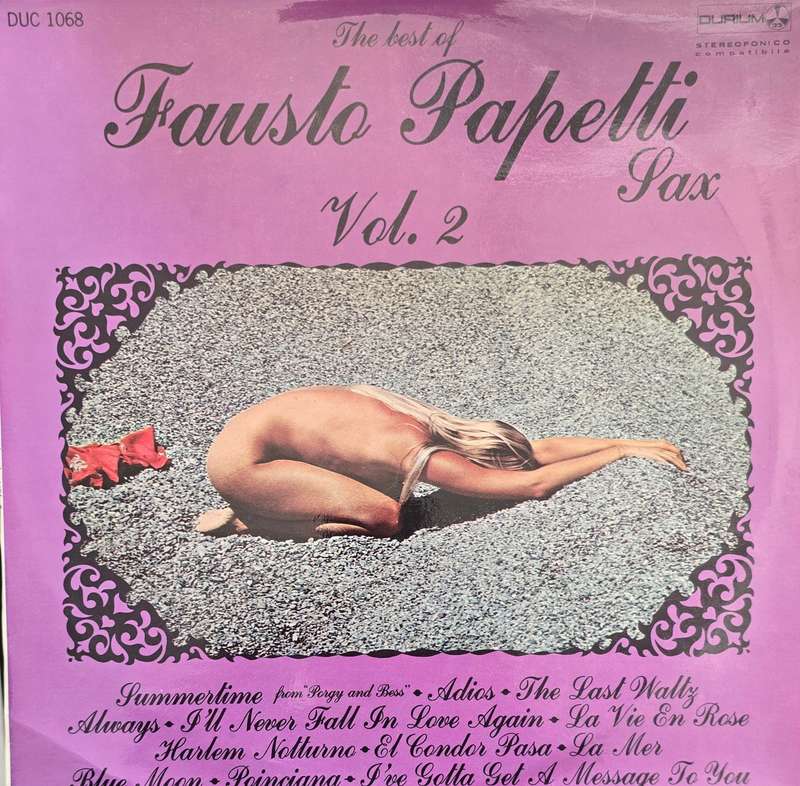 DUC 1068
DURIUM
STEREOFONICO
compatibile
The best of
Fausto Papetti
Sax
Vol. 2
Summertime from "Porgy and Bess" • Adios • The Last Waltz
Always • I'll Never Fall In Love Again • La Vie En Rose
Harlem Notturno • El Condor Pasa • La Mer
Blue Moon • Poinciana • I've Gotta Get A Message To You